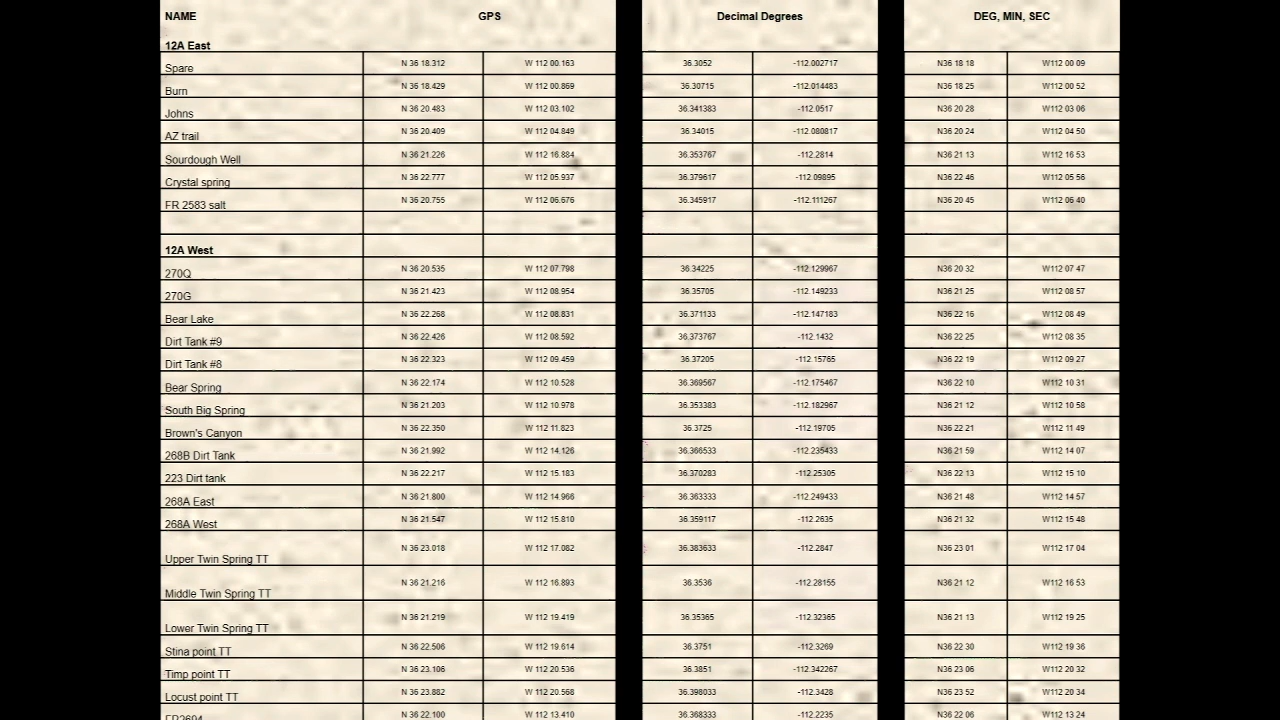 NAME GPS Decimal Degrees DEG, MIN, SEC
12A East
Spare N 36 18.312 W 112 00.163 36.3052 -112.002717 N36 18 18 W112 00 09
Burn N 36 18.429 W 112 00.869 36.30715 -112.014483 N36 18 25 W112 00 52
Johns N 36 20.483 W 112 03.102 36.341383 -112.0517 N36 20 28 W112 03 06
AZ trail N 36 20.409 W 112 04.849 36.34015 -112.080817 N36 20 24 W112 04 50
Sourdough Well N 36 21.226 W 112 16.884 36.353767 -112.2814 N36 21 13 W112 16 53
Crystal spring N 36 22.777 W 112 05.937 36.379617 -112.09895 N36 22 46 W112 05 56
FR 2583 salt N 36 20.755 W 112 06.676 36.345917 -112.111267 N36 20 45 W112 06 40
12A West
270Q N 36 20.535 W 112 07.798 36.34225 -112.129967 N36 20 32 W112 07 47
270G N 36 21.423 W 112 08.954 36.35705 -112.149233 N36 21 25 W112 08 57
Bear Lake N 36 22.268 W 112 08.831 36.371133 -112.147183 N36 22 16 W112 08 49
Dirt Tank #9 N 36 22.426 W 112 08.592 36.373767 -112.1432 N36 22 25 W112 08 35
Dirt Tank #8 N 36 22.323 W 112 09.459 36.37205 -112.15765 N36 22 19 W112 09 27
Bear Spring N 36 22.174 W 112 10.528 36.369567 -112.175467 N36 22 10 W112 10 31
South Big Spring N 36 21.203 W 112 10.978 36.353383 -112.182967 N36 21 12 W112 10 58
Brown's Canyon N 36 22.350 W 112 11.823 36.3725 -112.19705 N36 22 21 W112 11 49
268B Dirt Tank N 36 21.992 W 112 14.126 36.366533 -112.235433 N36 21 59 W112 14 07
223 Dirt tank N 36 22.217 W 112 15.183 36.370283 -112.25305 N36 22 13 W112 15 10
268A East N 36 21.800 W 112 14.966 36.363333 -112.249433 N36 21 48 W112 14 57
268A West N 36 21.547 W 112 15.810 36.359117 -112.2635 N36 21 32 W112 15 48
Upper Twin Spring TT N 36 23.018 W 112 17.082 36.383633 -112.2847 N36 23 01 W112 17 04
Middle Twin Spring TT N 36 21.216 W 112 16.893 36.3536 -112.28155 N36 21 12 W112 16 53
Lower Twin Spring TT N 36 21.219 W 112 19.419 36.35365 -112.32365 N36 21 13 W112 19 25
Stina point TT N 36 22.506 W 112 19.614 36.3751 -112.3269 N36 22 30 W112 19 36
Timp point TT N 36 23.106 W 112 20.536 36.3851 -112.342267 N36 23 06 W112 20 32
Locust point TT N 36 23.882 W 112 20.568 36.398033 -112.3428 N36 23 52 W112 20 34
FR2604 N 36 22.100 W 112 13.410 36.368333 -112.2235 N36 22 06 W112 13 24